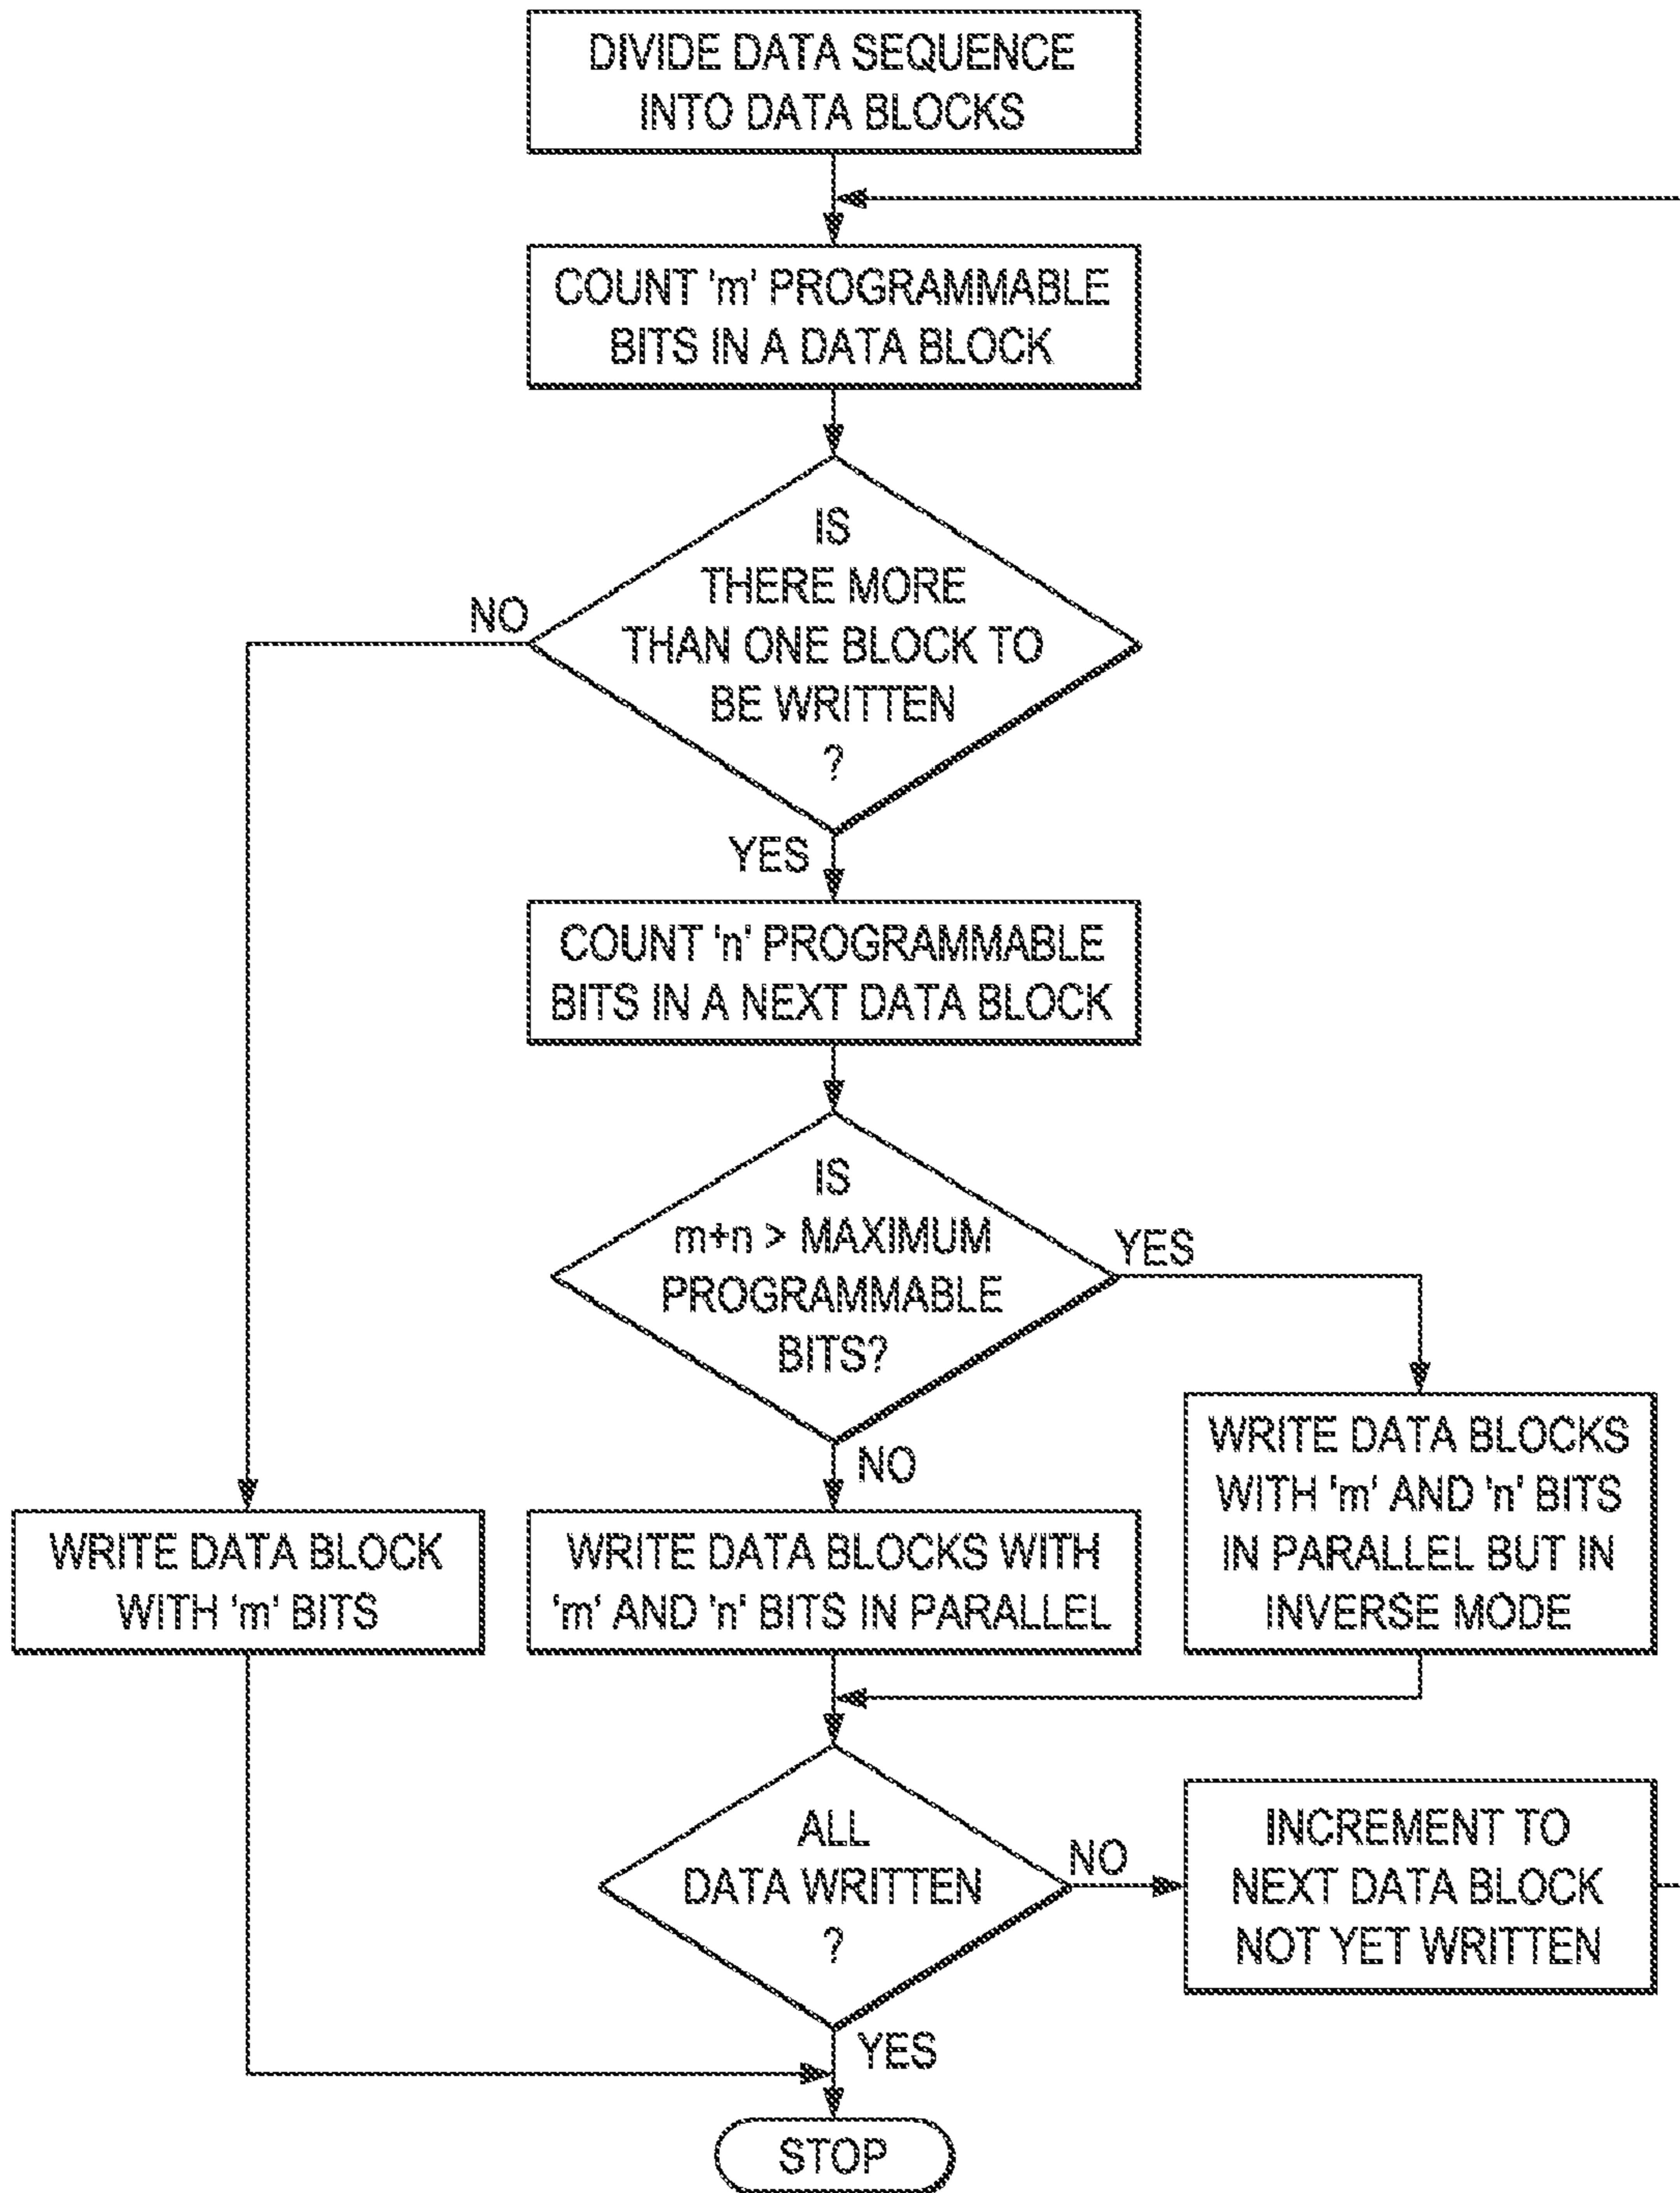 DIVIDE DATA SEQUENCE
INTO DATA BLOCKS
COUNT 'm' PROGRAMMABLE
BITS IN A DATA BLOCK
IS
THERE MORE
THAN ONE BLOCK TO
BE WRITTEN
?
NO
YES
COUNT 'n' PROGRAMMABLE
BITS IN A NEXT DATA BLOCK
IS
m+n > MAXIMUM
PROGRAMMABLE
BITS?
YES
NO
WRITE DATA BLOCKS
WITH 'm' AND 'n' BITS
IN PARALLEL BUT IN
INVERSE MODE
WRITE DATA BLOCK
WITH 'm' BITS
WRITE DATA BLOCKS WITH
'm' AND 'n' BITS IN PARALLEL
ALL
DATA WRITTEN
?
NO
INCREMENT TO
NEXT DATA BLOCK
NOT YET WRITTEN
YES
STOP